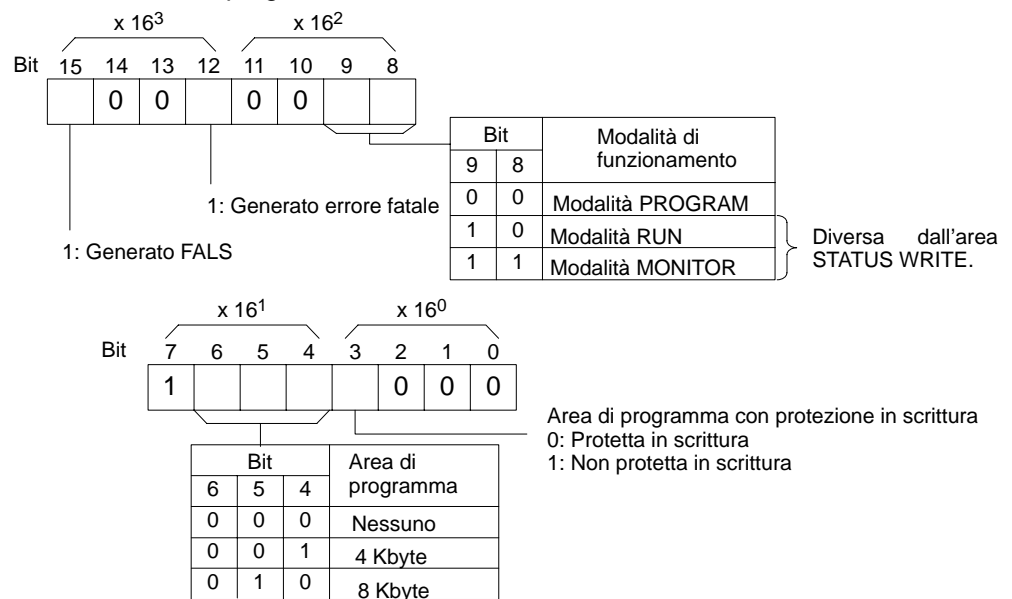 x 16³ x 16²
Bit 15 14 13 12 11 10 9 8
0 0 0 0
Bit Modalità di
funzionamento
9 8
0 0 Modalità PROGRAM
1 0 Modalità RUN
1 1 Modalità MONITOR
Diversa dall'area
STATUS WRITE.
1: Generato errore fatale
1: Generato FALS
x 16¹ x 16⁰
Bit 7 6 5 4 3 2 1 0
1 0 0 0
Area di programma con protezione in scrittura
0: Protetta in scrittura
1: Non protetta in scrittura
Bit Area di
programma
6 5 4
0 0 0 Nessuno
0 0 1 4 Kbyte
0 1 0 8 Kbyte